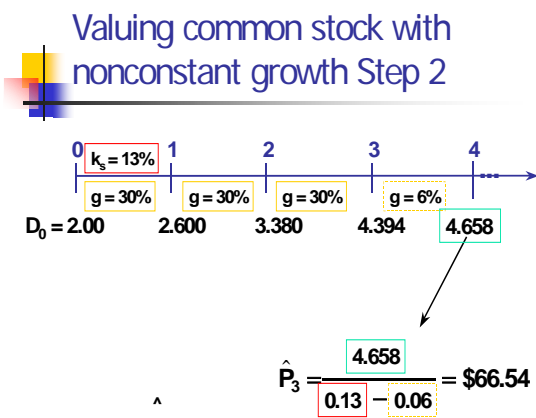 Valuing common stock with
nonconstant growth Step 2
0 1 2 3 4
kₛ = 13%
g = 30% g = 30% g = 30% g = 6%
D₀ = 2.00 2.600 3.380 4.394 4.658
4.658
P̂₃ = ――― = $66.54
0.13 − 0.06
^